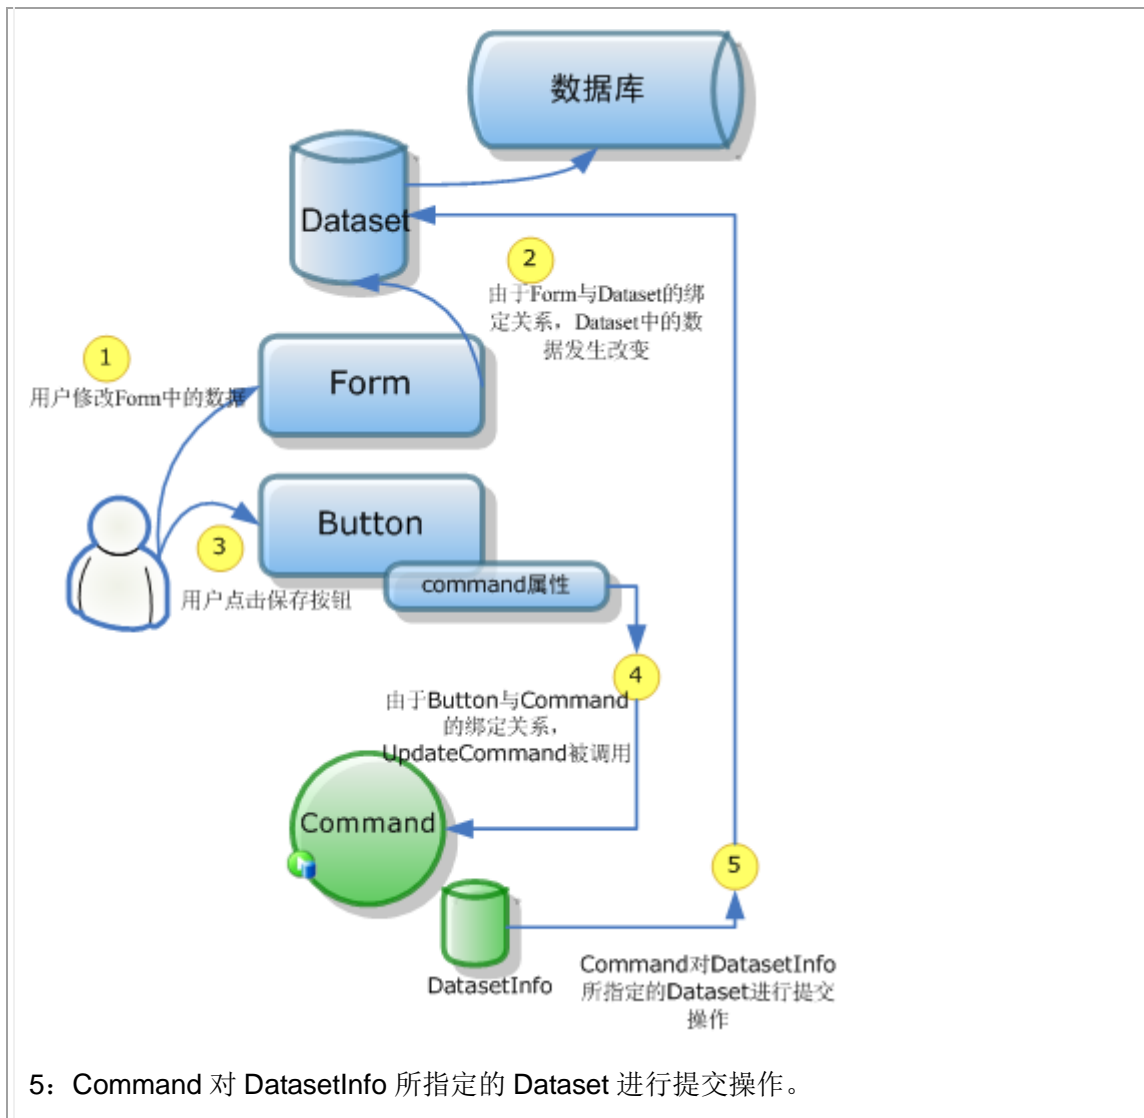 数据库
Dataset
2
由于Form与Dataset的绑
定关系，Dataset中的数
据发生改变
1
用户修改Form中的数据
Form
Button
3
command属性
用户点击保存按钮
4
由于Button与Command
的绑定关系，
UpdateCommand被调用
Command
5
DatasetInfo
Command对DatasetInfo
所指定的Dataset进行提交
操作
5：Command 对 DatasetInfo 所指定的 Dataset 进行提交操作。